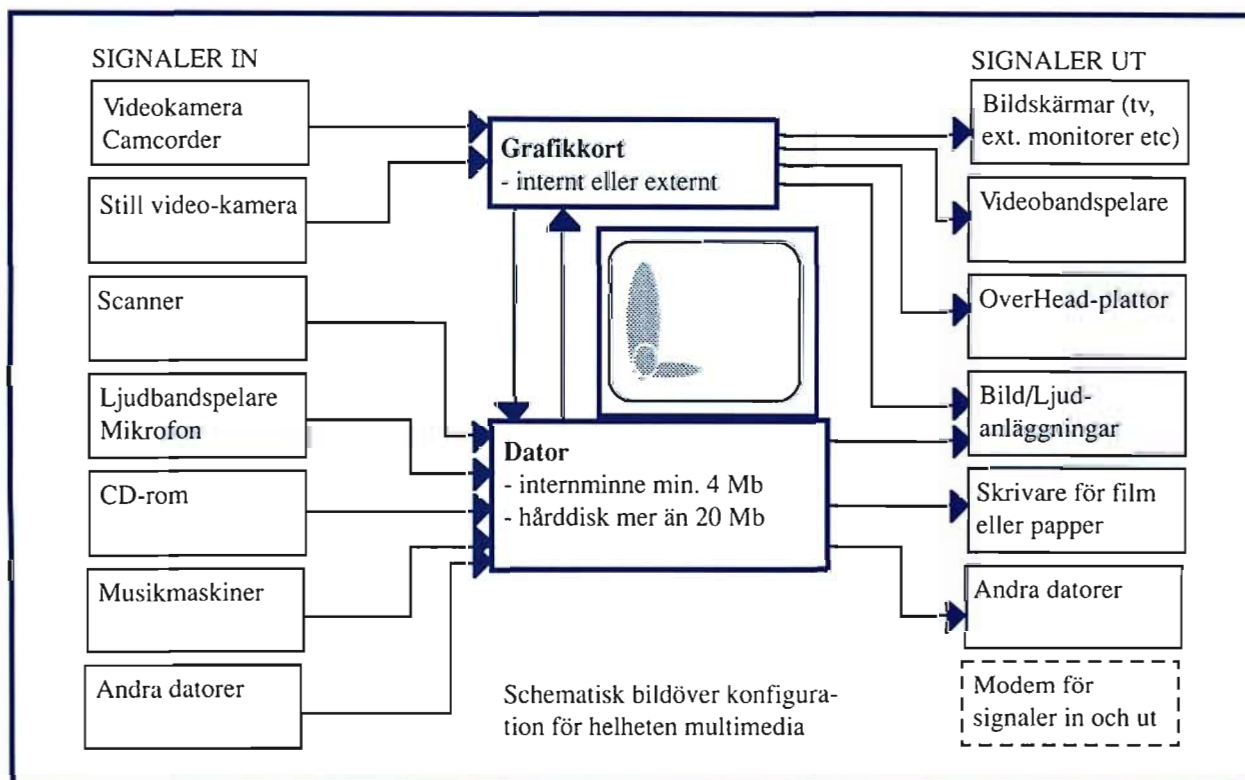 SIGNALER IN
Videokamera
Camcorder
Still video-kamera
Scanner
Ljudbandspelare
Mikrofon
CD-rom
Musikmaskiner
Andra datorer
Grafikkort
- internt eller externt
Dator
- internminne min. 4 Mb
- hårddisk mer än 20 Mb
Schematisk bildöver konfigura-
tion för helheten multimedia
SIGNALER UT
Bildskärmar (tv,
ext. monitorer etc)
Videobandspelare
OverHead-plattor
Bild/Ljud-
anläggningar
Skrivare för film
eller papper
Andra datorer
Modem för
signaler in och ut